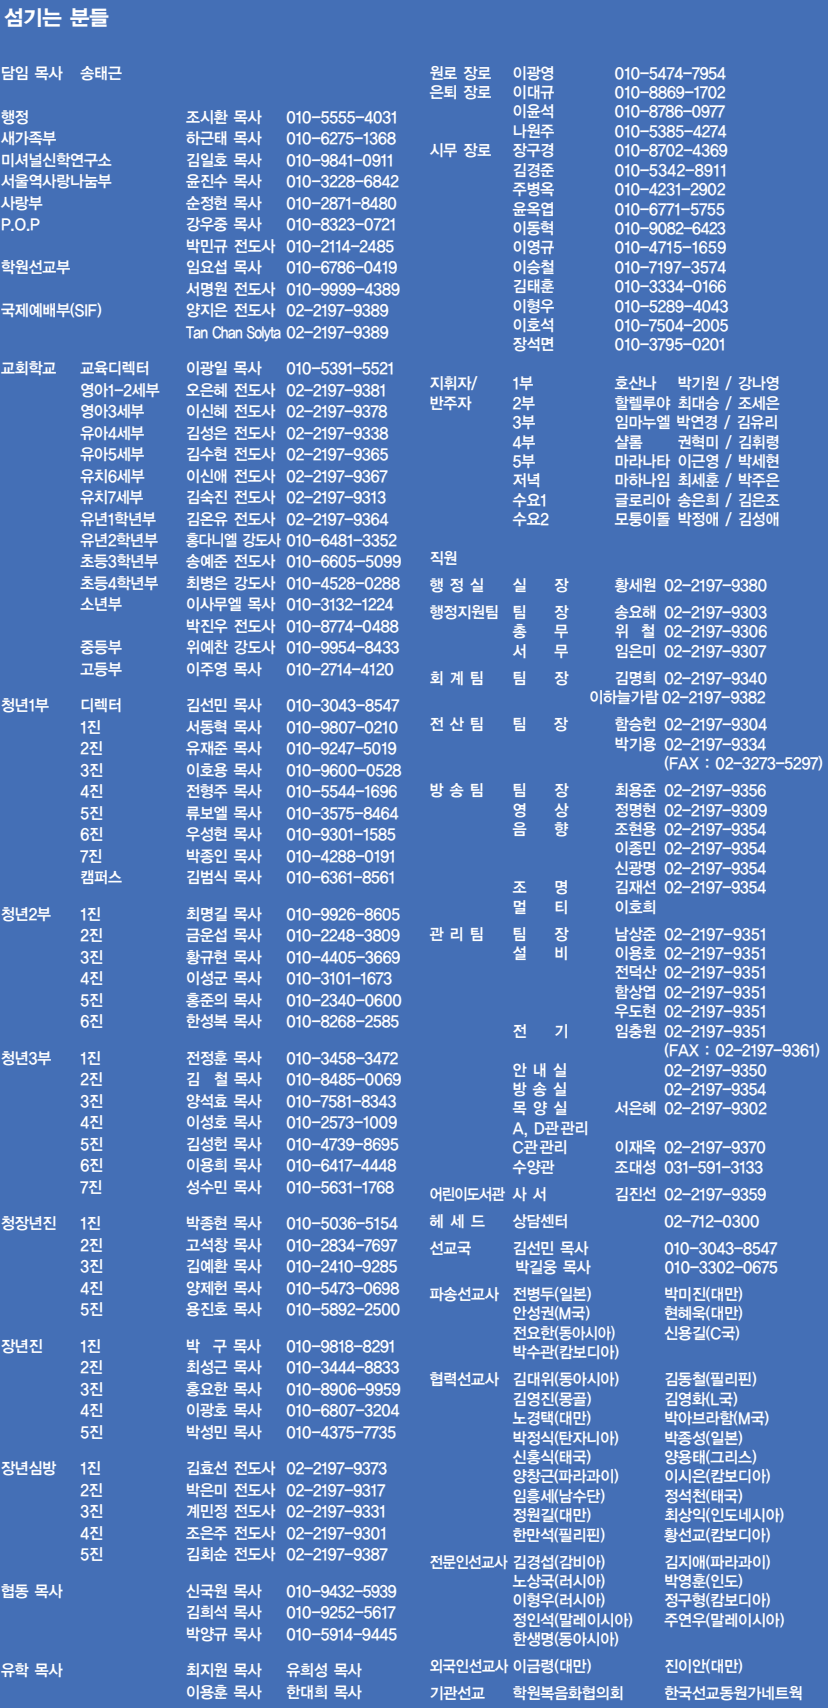 섬기는 분들
담임 목사 송태근
행정 조시환 목사 010-5555-4031
새가족부 하근태 목사 010-6275-1368
미셔널신학연구소 김일호 목사 010-9841-0911
서울역사랑나눔부 윤진수 목사 010-3228-6842
사랑부 순정현 목사 010-2871-8480
P.O.P 강우중 목사 010-8323-0721
박민규 전도사 010-2114-2485
학원선교부 임요섭 목사 010-6786-0419
서명원 전도사 010-9999-4389
국제예배부(SIF) 양지은 전도사 02-2197-9389
Tan Chan Solyta 02-2197-9389
교회학교 교육디렉터 이광일 목사 010-5391-5521
영아1-2세부 오은혜 전도사 02-2197-9381
영아3세부 이신혜 전도사 02-2197-9378
유아4세부 김성은 전도사 02-2197-9338
유아5세부 김수현 전도사 02-2197-9365
유치6세부 이신애 전도사 02-2197-9367
유치7세부 김숙진 전도사 02-2197-9313
유년1학년부 김온유 전도사 02-2197-9364
유년2학년부 홍다니엘 강도사 010-6481-3352
초등3학년부 송예준 전도사 010-6605-5099
초등4학년부 최병은 강도사 010-4528-0288
소년부 이사무엘 목사 010-3132-1224
박진우 전도사 010-8774-0488
중등부 위예찬 강도사 010-9954-8433
고등부 이주영 목사 010-2714-4120
청년1부 디렉터 김선민 목사 010-3043-8547
1진 서동혁 목사 010-9807-0210
2진 유재준 목사 010-9247-5019
3진 이호용 목사 010-9600-0528
4진 전형주 목사 010-5544-1696
5진 류보엘 목사 010-3575-8464
6진 우성현 목사 010-9301-1585
7진 박종인 목사 010-4288-0191
캠퍼스 김범식 목사 010-6361-8561
청년2부 1진 최명길 목사 010-9926-8605
2진 금운섭 목사 010-2248-3809
3진 황규현 목사 010-4405-3669
4진 이성군 목사 010-3101-1673
5진 홍준의 목사 010-2340-0600
6진 한성복 목사 010-8268-2585
청년3부 1진 전정훈 목사 010-3458-3472
2진 김 철 목사 010-8485-0069
3진 양석효 목사 010-7581-8343
4진 이성호 목사 010-2573-1009
5진 김성헌 목사 010-4739-8695
6진 이용희 목사 010-6417-4448
7진 성수민 목사 010-5631-1768
청장년진 1진 박종현 목사 010-5036-5154
2진 고석창 목사 010-2834-7697
3진 김예환 목사 010-2410-9285
4진 양제헌 목사 010-5473-0698
5진 용진호 목사 010-5892-2500
장년진 1진 박 구 목사 010-9818-8291
2진 최성근 목사 010-3444-8833
3진 홍요한 목사 010-8906-9959
4진 이광호 목사 010-6807-3204
5진 박성민 목사 010-4375-7735
장년심방 1진 김효선 전도사 02-2197-9373
2진 박은미 전도사 02-2197-9317
3진 계민정 전도사 02-2197-9331
4진 조은주 전도사 02-2197-9301
5진 김회순 전도사 02-2197-9387
협동 목사 신국원 목사 010-9432-5939
김희석 목사 010-9252-5617
박양규 목사 010-5914-9445
유학 목사 최지원 목사 유희성 목사
이용훈 목사 한대희 목사
원로 장로 이광영 010-5474-7954
은퇴 장로 이대규 010-8869-1702
이윤석 010-8786-0977
나원주 010-5385-4274
시무 장로 장구경 010-8702-4369
김경준 010-5342-8911
주병옥 010-4231-2902
윤옥엽 010-6771-5755
이동혁 010-9082-6423
이영규 010-4715-1659
이승철 010-7197-3574
김태훈 010-3334-0166
이형우 010-5289-4043
이호석 010-7504-2005
장석면 010-3795-0201
지휘자/ 1부 호산나 박기원 / 강나영
반주자 2부 할렐루야 최대승 / 조세은
3부 임마누엘 박연경 / 김유리
4부 샬롬 권혁미 / 김휘령
5부 마라나타 이근영 / 박세현
저녁 마하나임 최세훈 / 박주은
수요1 글로리아 송은희 / 김은조
수요2 모퉁이돌 박정애 / 김성애
직원
행 정 실 실 장 황세원 02-2197-9380
행정지원팀 팀 장 송요해 02-2197-9303
총 무 위 철 02-2197-9306
서 무 임은미 02-2197-9307
회 계 팀 팀 장 김명희 02-2197-9340
이하늘가람 02-2197-9382
전 산 팀 팀 장 함승헌 02-2197-9304
박기용 02-2197-9334
(FAX : 02-3273-5297)
방 송 팀 팀 장 최용준 02-2197-9356
영 상 정명현 02-2197-9309
음 향 조현용 02-2197-9354
이종민 02-2197-9354
신광명 02-2197-9354
조 명 김재선 02-2197-9354
멀 티 이호희
관 리 팀 팀 장 남상준 02-2197-9351
설 비 이용호 02-2197-9351
전덕산 02-2197-9351
함상엽 02-2197-9351
우도현 02-2197-9351
전 기 임충원 02-2197-9351
(FAX : 02-2197-9361)
안 내 실 02-2197-9350
방 송 실 02-2197-9354
목 양 실 서은혜 02-2197-9302
A, D관 관리
C관 관리 이재옥 02-2197-9370
수양관 조대성 031-591-3133
어린이도서관 사 서 김진선 02-2197-9359
헤 세 드 상담센터 02-712-0300
선교국 김선민 목사 010-3043-8547
박길웅 목사 010-3302-0675
파송선교사 전병두(일본) 박미진(대만)
안성권(M국) 현혜욱(대만)
전요한(동아시아) 신용길(C국)
박수관(캄보디아)
협력선교사 김대위(동아시아) 김동철(필리핀)
김영진(몽골) 김영화(L국)
노경택(대만) 박아브라함(M국)
박정식(탄자니아) 박종성(일본)
신홍식(태국) 양용태(그리스)
양창근(파라과이) 이시은(캄보디아)
임흥세(남수단) 정석천(태국)
정원길(대만) 최상익(인도네시아)
한만석(필리핀) 황선교(캄보디아)
전문인선교사 김경섭(감비아) 김지애(파라과이)
노상국(러시아) 박영훈(인도)
이형우(러시아) 정구형(캄보디아)
정인석(말레이시아) 주연우(말레이시아)
한생명(동아시아)
외국인선교사 이금령(대만) 진이안(대만)
기관선교 학원복음화협의회 한국선교동원가네트웍